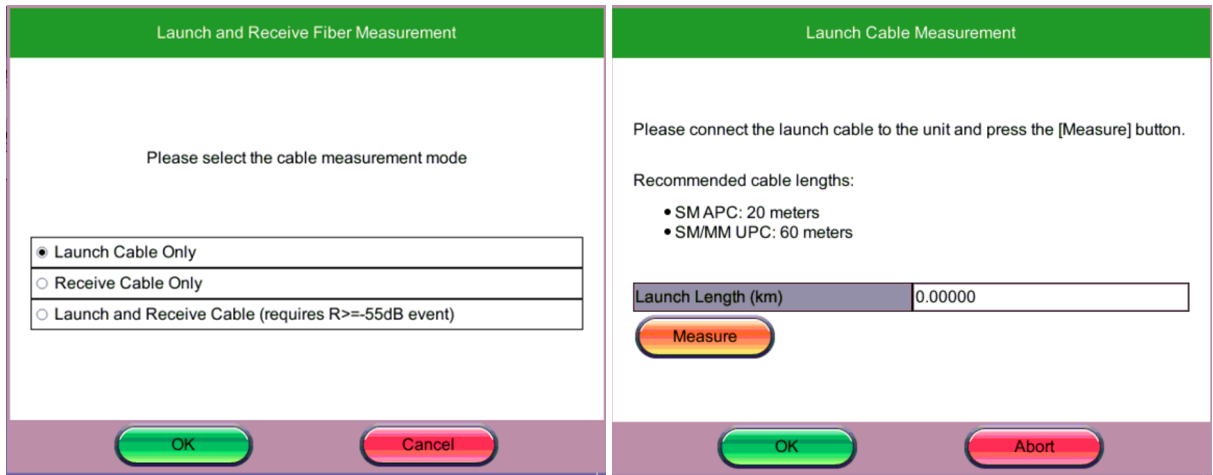 Launch and Receive Fiber Measurement
Please select the cable measurement mode
Launch Cable Only
Receive Cable Only
Launch and Receive Cable (requires R>=-55dB event)
OK
Cancel
Launch Cable Measurement
Please connect the launch cable to the unit and press the [Measure] button.
Recommended cable lengths:
• SM APC: 20 meters
• SM/MM UPC: 60 meters
Launch Length (km) 0.00000
Measure
OK
Abort